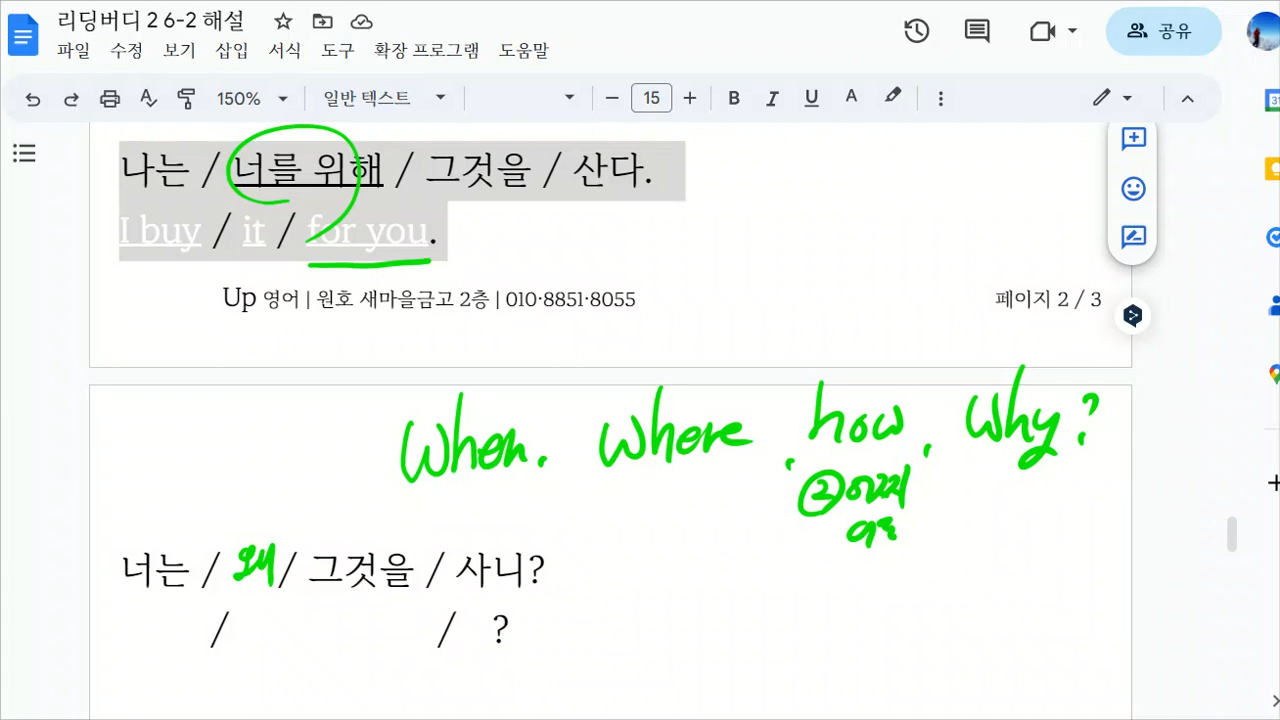 리딩버디 2 6-2 해설
파일 수정 보기 삽입 서식 도구 확장 프로그램 도움말
공유
150% 일반 텍스트 15 B I U A
나는 / 너를 위해 / 그것을 / 산다.
I buy / it / for you.
Up 영어 | 원호 새마을금고 2층 | 010·8851·8055
페이지 2 / 3
When. where, how, why?
②
너는 / 왜 / 그것을 / 사니?
/ / ?